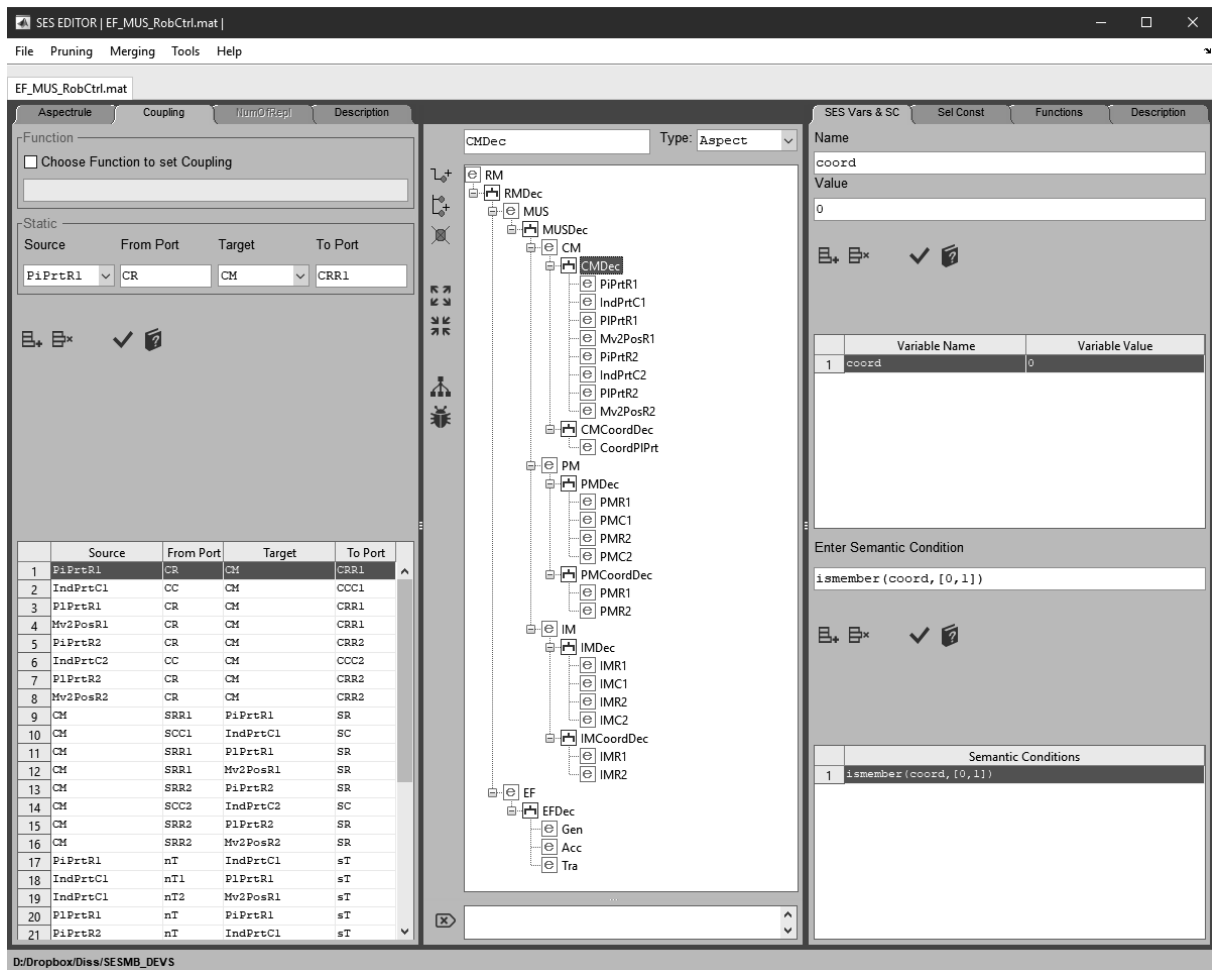 SES EDITOR | EF_MUS_RobCtrl.mat |
File Pruning Merging Tools Help
EF_MUS_RobCtrl.mat
Aspectrule Coupling NumOfRepl Description
Function
Choose Function to set Coupling
Static
Source From Port Target To Port
PiPrtR1 CR CM CRR1
Source From Port Target To Port
1 PiPrtR1 CR CM CRR1
2 IndPrtC1 CC CM CCC1
3 PlPrtR1 CR CM CRR1
4 Mv2PosR1 CR CM CRR1
5 PiPrtR2 CR CM CRR2
6 IndPrtC2 CC CM CCC2
7 PlPrtR2 CR CM CRR2
8 Mv2PosR2 CR CM CRR2
9 CM SRR1 PiPrtR1 SR
10 CM SCC1 IndPrtC1 SC
11 CM SRR1 PlPrtR1 SR
12 CM SRR1 Mv2PosR1 SR
13 CM SRR2 PiPrtR2 SR
14 CM SCC2 IndPrtC2 SC
15 CM SRR2 PlPrtR2 SR
16 CM SRR2 Mv2PosR2 SR
17 PiPrtR1 nT IndPrtC1 sT
18 IndPrtC1 nT1 PlPrtR1 sT
19 IndPrtC1 nT2 Mv2PosR1 sT
20 PlPrtR1 nT PiPrtR1 sT
21 PiPrtR2 nT IndPrtC1 sT
CMDec Type: Aspect
e RM
RMDec
e MUS
MUSDec
e CM
CMDec
e PiPrtR1
e IndPrtC1
e PlPrtR1
e Mv2PosR1
e PiPrtR2
e IndPrtC2
e PlPrtR2
e Mv2PosR2
CMCoordDec
e CoordPlPrt
e PM
PMDec
e PMR1
e PMC1
e PMR2
e PMC2
PMCoordDec
e PMR1
e PMR2
e IM
IMDec
e IMR1
e IMC1
e IMR2
e IMC2
IMCoordDec
e IMR1
e IMR2
e EF
EFDec
e Gen
e Acc
e Tra
SES Vars & SC Sel Const Functions Description
Name
coord
Value
0
Variable Name Variable Value
1 coord 0
Enter Semantic Condition
ismember(coord,[0,1])
Semantic Conditions
1 ismember(coord,[0,1])
D:/Dropbox/Diss/SESMB_DEVS